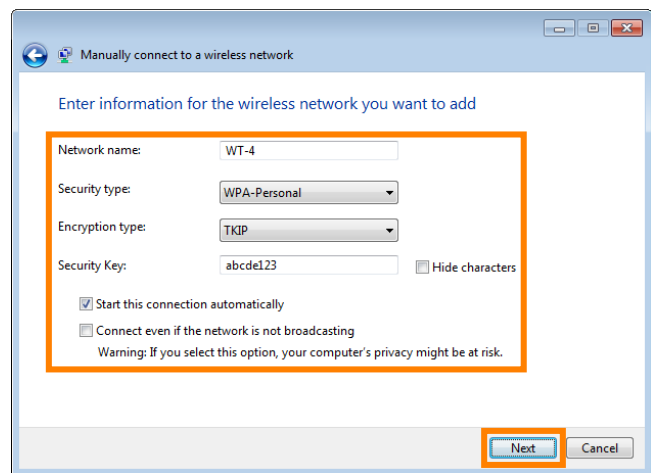 Manually connect to a wireless network
Enter information for the wireless network you want to add
Network name: WT-4
Security type: WPA-Personal
Encryption type: TKIP
Security Key: abcde123 Hide characters
Start this connection automatically
Connect even if the network is not broadcasting
Warning: If you select this option, your computer's privacy might be at risk.
Next Cancel